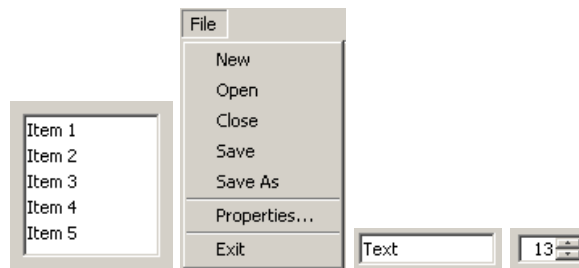 File
New
Open
Close
Save
Save As
Properties...
Exit
Item 1
Item 2
Item 3
Item 4
Item 5
Text
13